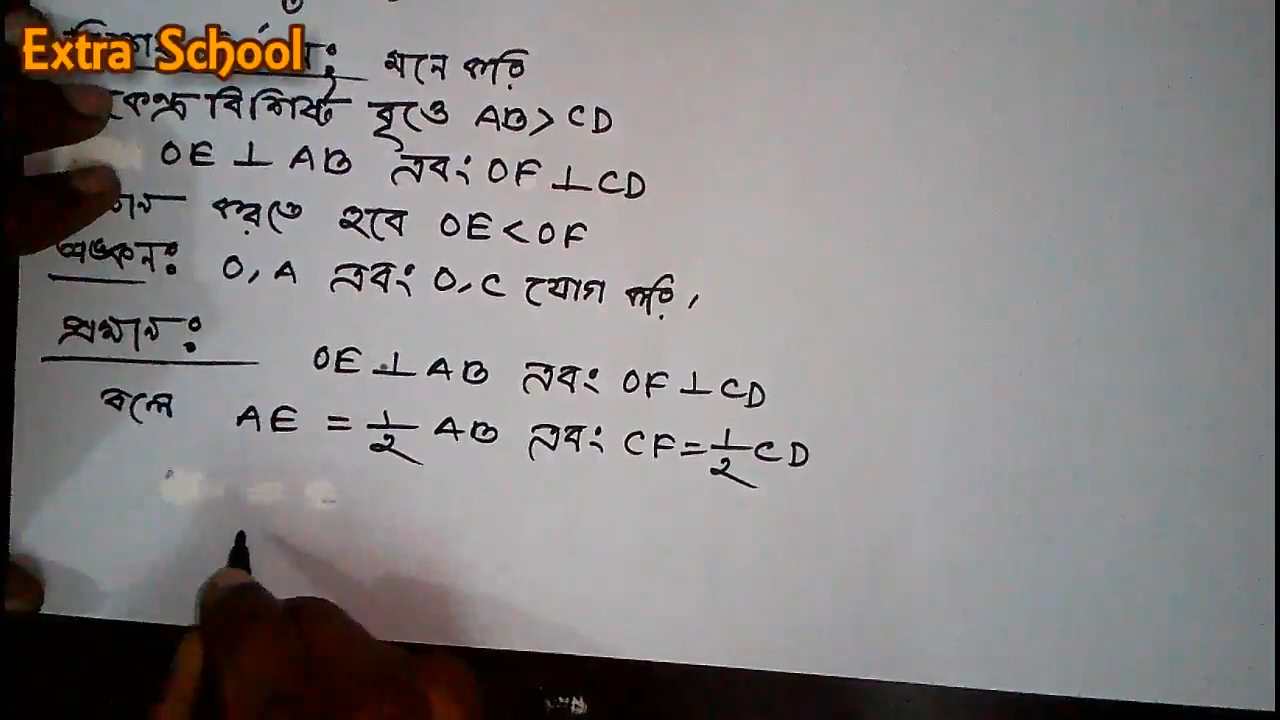 Extra School
মনে করি
কেন্দ্র বিশিষ্ট বৃত্তে AB > CD
OE ⊥ AB এবং OF ⊥ CD
করতে হবে OE < OF
অঙ্কন: O, A এবং O, C যোগ করি,
প্রমান:
OE ⊥ AB এবং OF ⊥ CD
বলে AE = 1/2 AB এবং CF = 1/2 CD